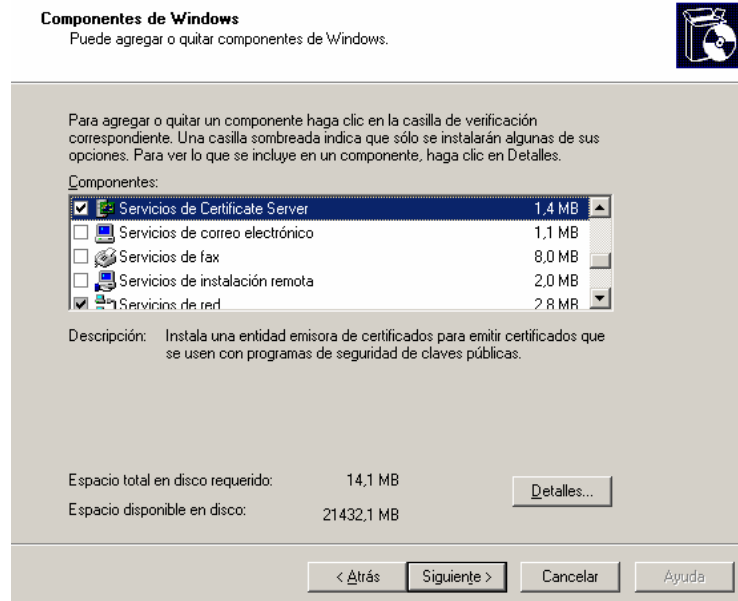 Componentes de Windows
Puede agregar o quitar componentes de Windows.
Para agregar o quitar un componente haga clic en la casilla de verificación
correspondiente. Una casilla sombreada indica que sólo se instalarán algunas de sus
opciones. Para ver lo que se incluye en un componente, haga clic en Detalles.
Componentes:
Servicios de Certificate Server 1,4 MB
Servicios de correo electrónico 1,1 MB
Servicios de fax 8,0 MB
Servicios de instalación remota 2,0 MB
Servicios de red 2,8 MB
Descripción: Instala una entidad emisora de certificados para emitir certificados que
se usen con programas de seguridad de claves públicas.
Espacio total en disco requerido: 14,1 MB
Detalles...
Espacio disponible en disco: 21432,1 MB
< Atrás Siguiente > Cancelar Ayuda